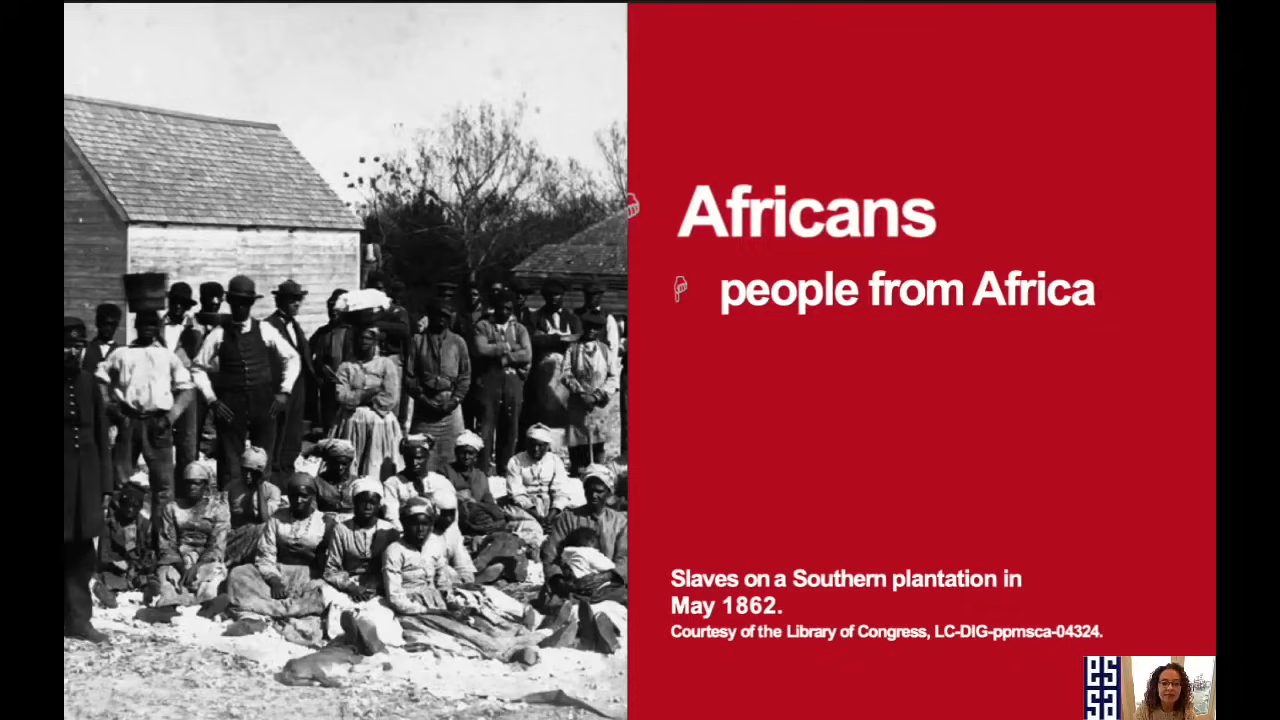 Africans
people from Africa
Slaves on a Southern plantation in
May 1862.
Courtesy of the Library of Congress, LC-DIG-ppmsca-04324.